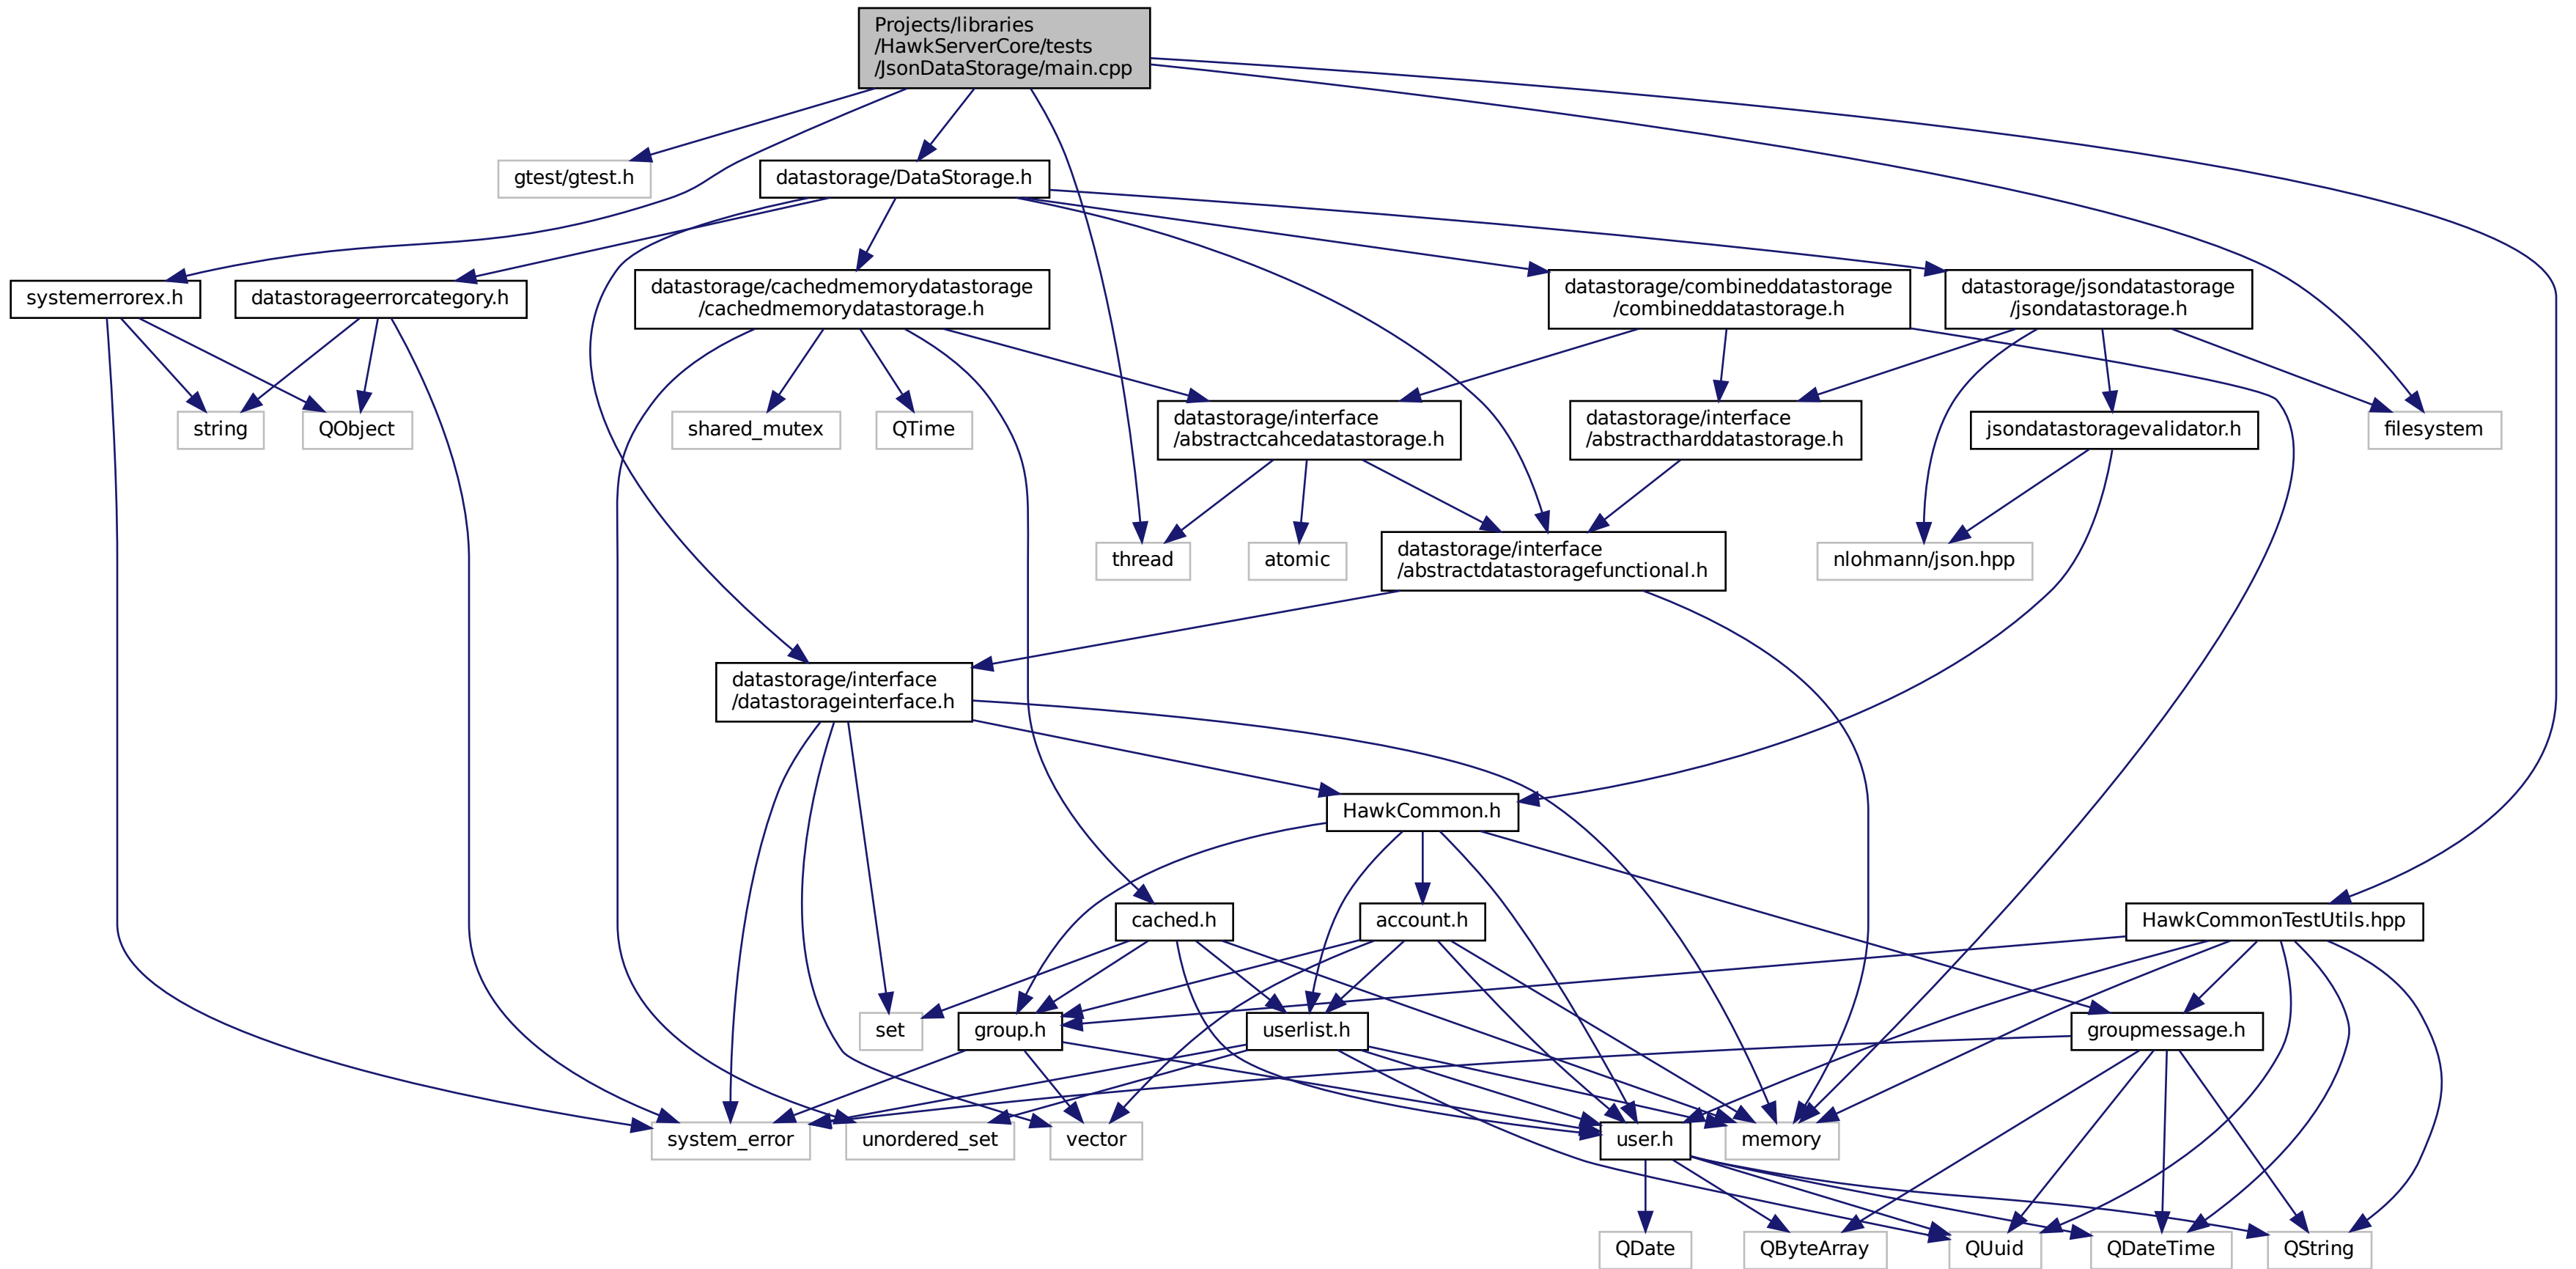 Projects/libraries
/HawkServerCore/tests
/JsonDataStorage/main.cpp
gtest/gtest.h
datastorage/DataStorage.h
systemerrorex.h
datastorageerrorcategory.h
datastorage/cachedmemorydatastorage
/cachedmemorydatastorage.h
datastorage/combineddatastorage
/combineddatastorage.h
datastorage/jsondatastorage
/jsondatastorage.h
string
QObject
shared_mutex
QTime
datastorage/interface
/abstractcahcedatastorage.h
datastorage/interface
/abstractharddatastorage.h
jsondatastoragevalidator.h
filesystem
thread
atomic
datastorage/interface
/abstractdatastoragefunctional.h
nlohmann/json.hpp
datastorage/interface
/datastorageinterface.h
HawkCommon.h
cached.h
account.h
HawkCommonTestUtils.hpp
set
group.h
userlist.h
groupmessage.h
system_error
unordered_set
vector
user.h
memory
QDate
QByteArray
QUuid
QDateTime
QString